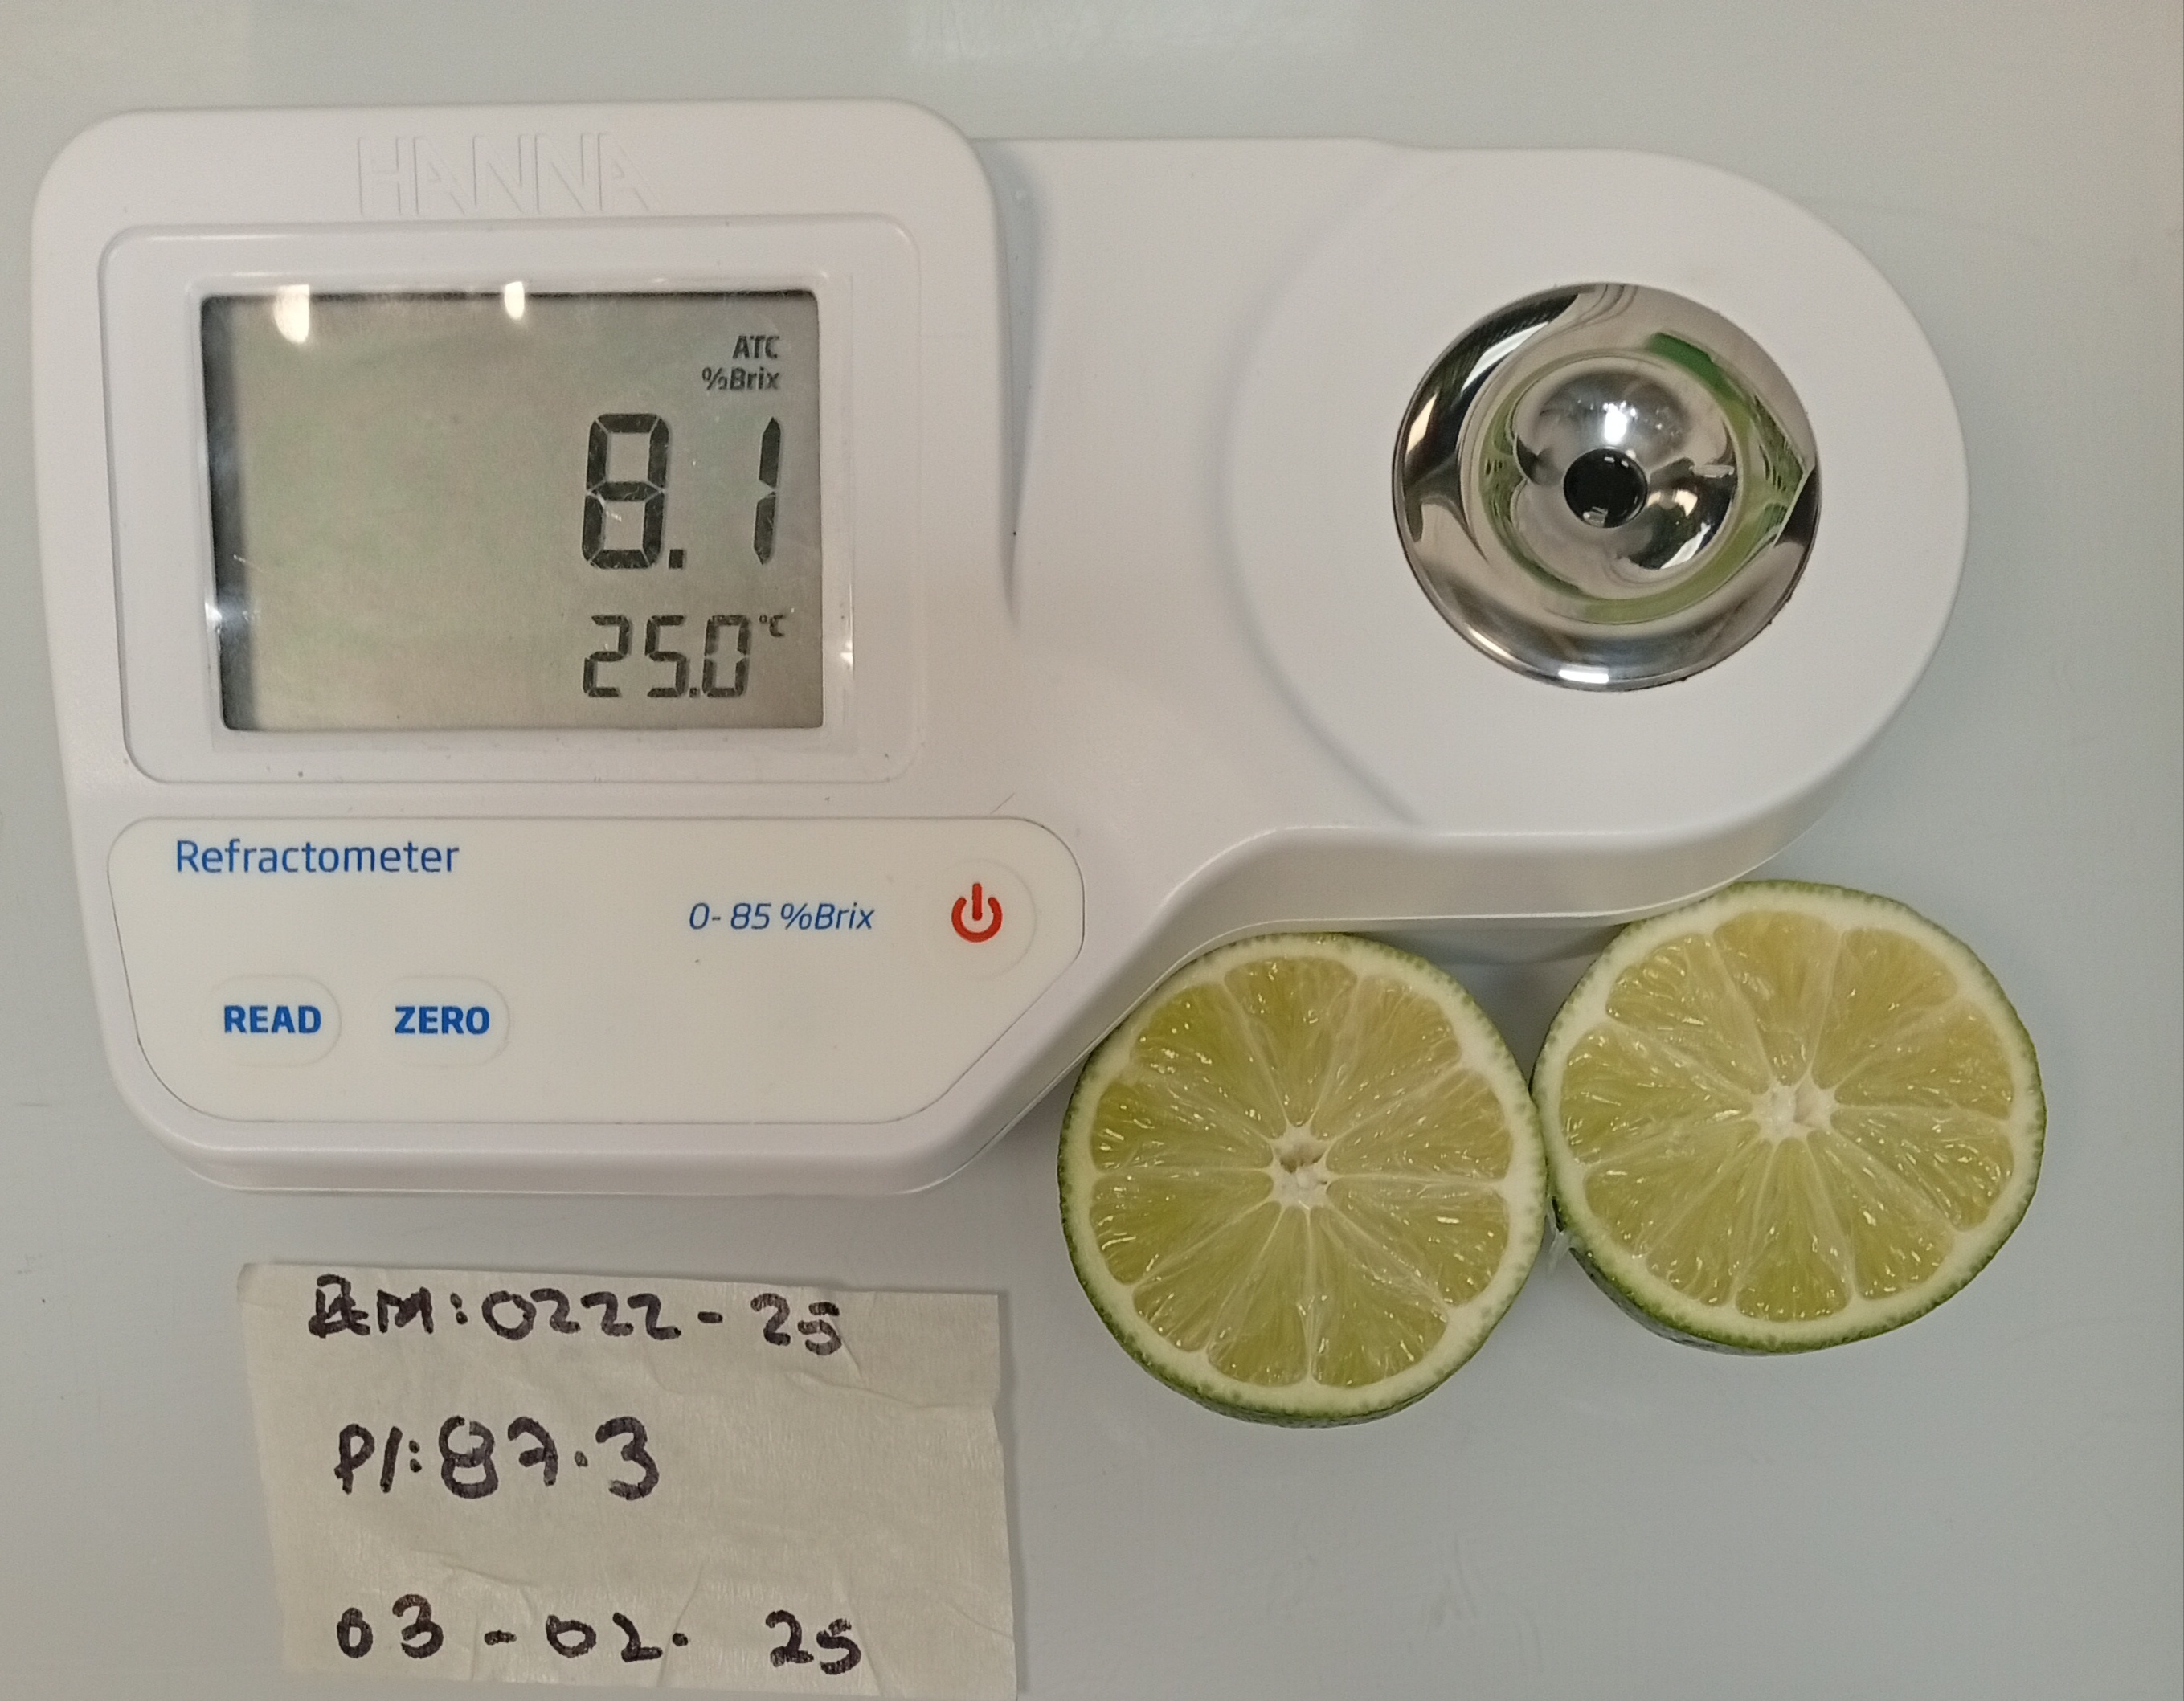 HANNA
ATC
%Brix
8.1
25.0°C
Refractometer
0-85 %Brix
READ ZERO
EM:0222-25
P/:87.3
03-02. 25